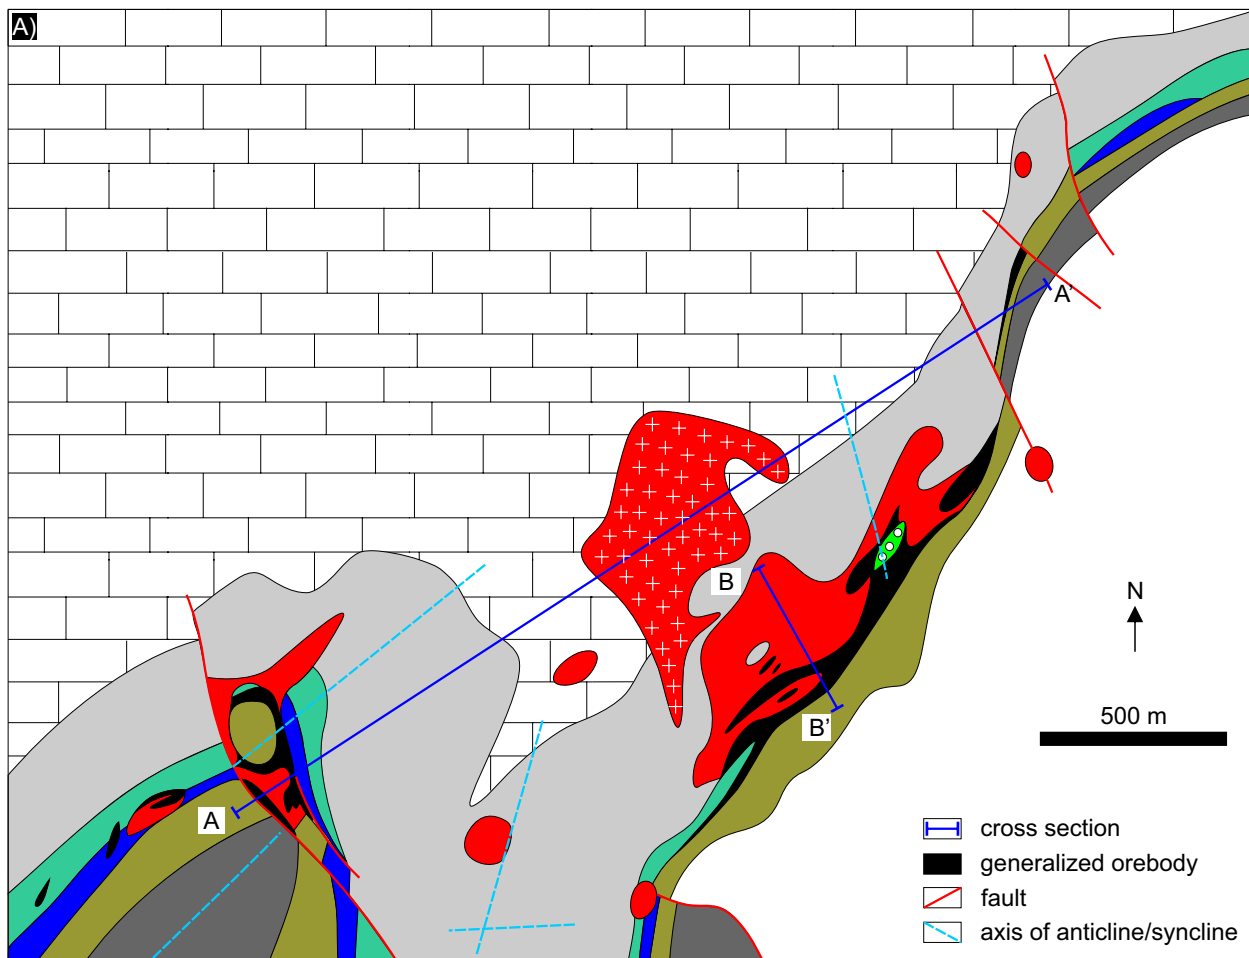 A)
A'
B
N
500 m
B'
A
cross section
generalized orebody
fault
axis of anticline/syncline